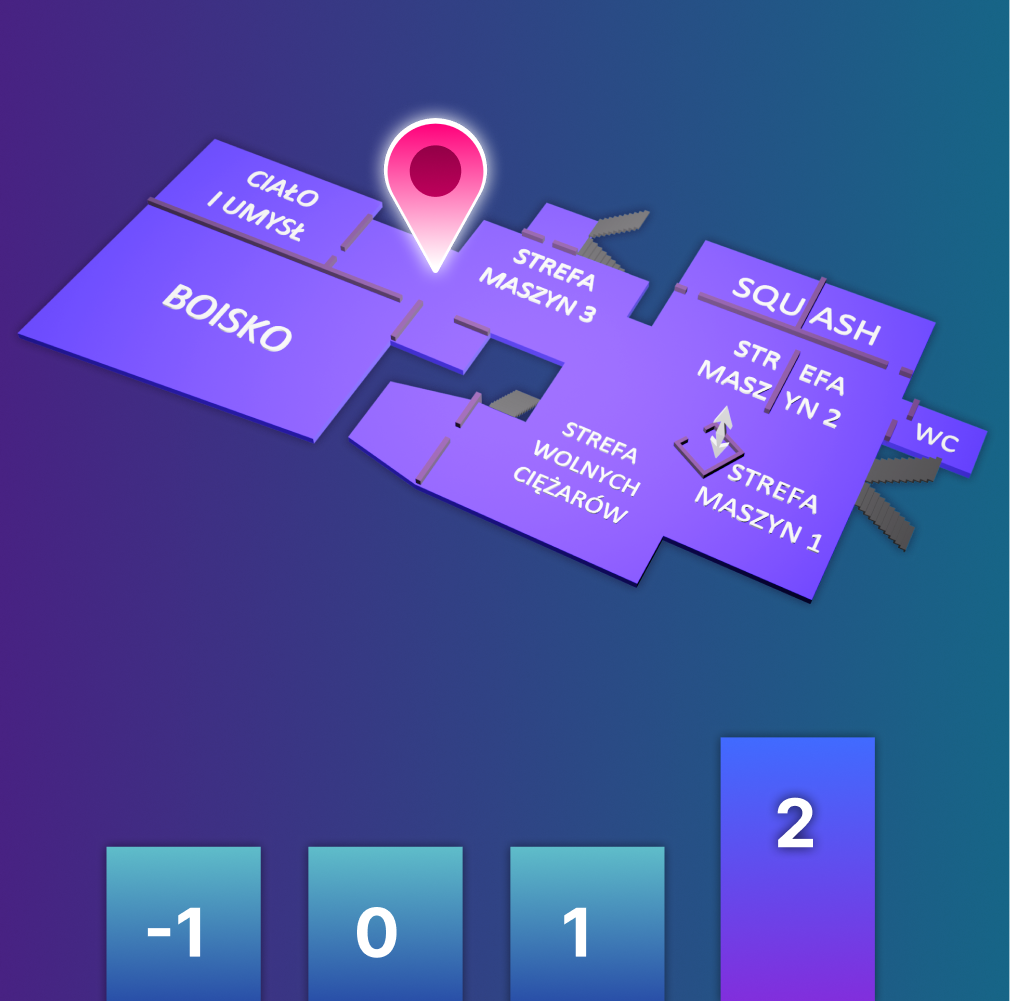 CIAŁO
I UMYSŁ
BOISKO
STREFA
MASZYN 3
SQUASH
STREFA
MASZYN 2
WC
STREFA
WOLNYCH
CIĘŻARÓW
STREFA
MASZYN 1
-1
0
1
2